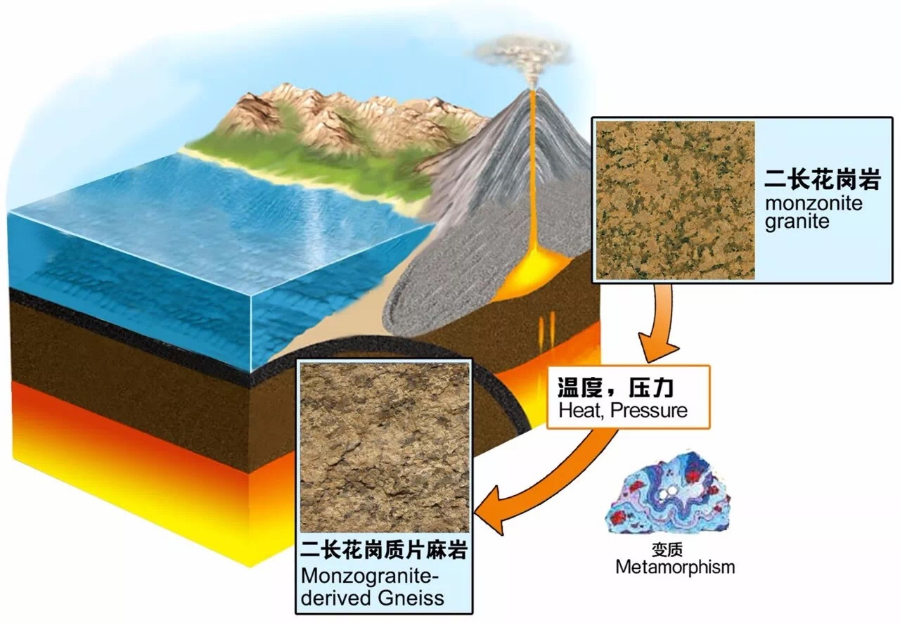 二长花岗岩
monzonite
granite
温度，压力
Heat, Pressure
二长花岗质片麻岩
Monzogranite-
derived Gneiss
变质
Metamorphism